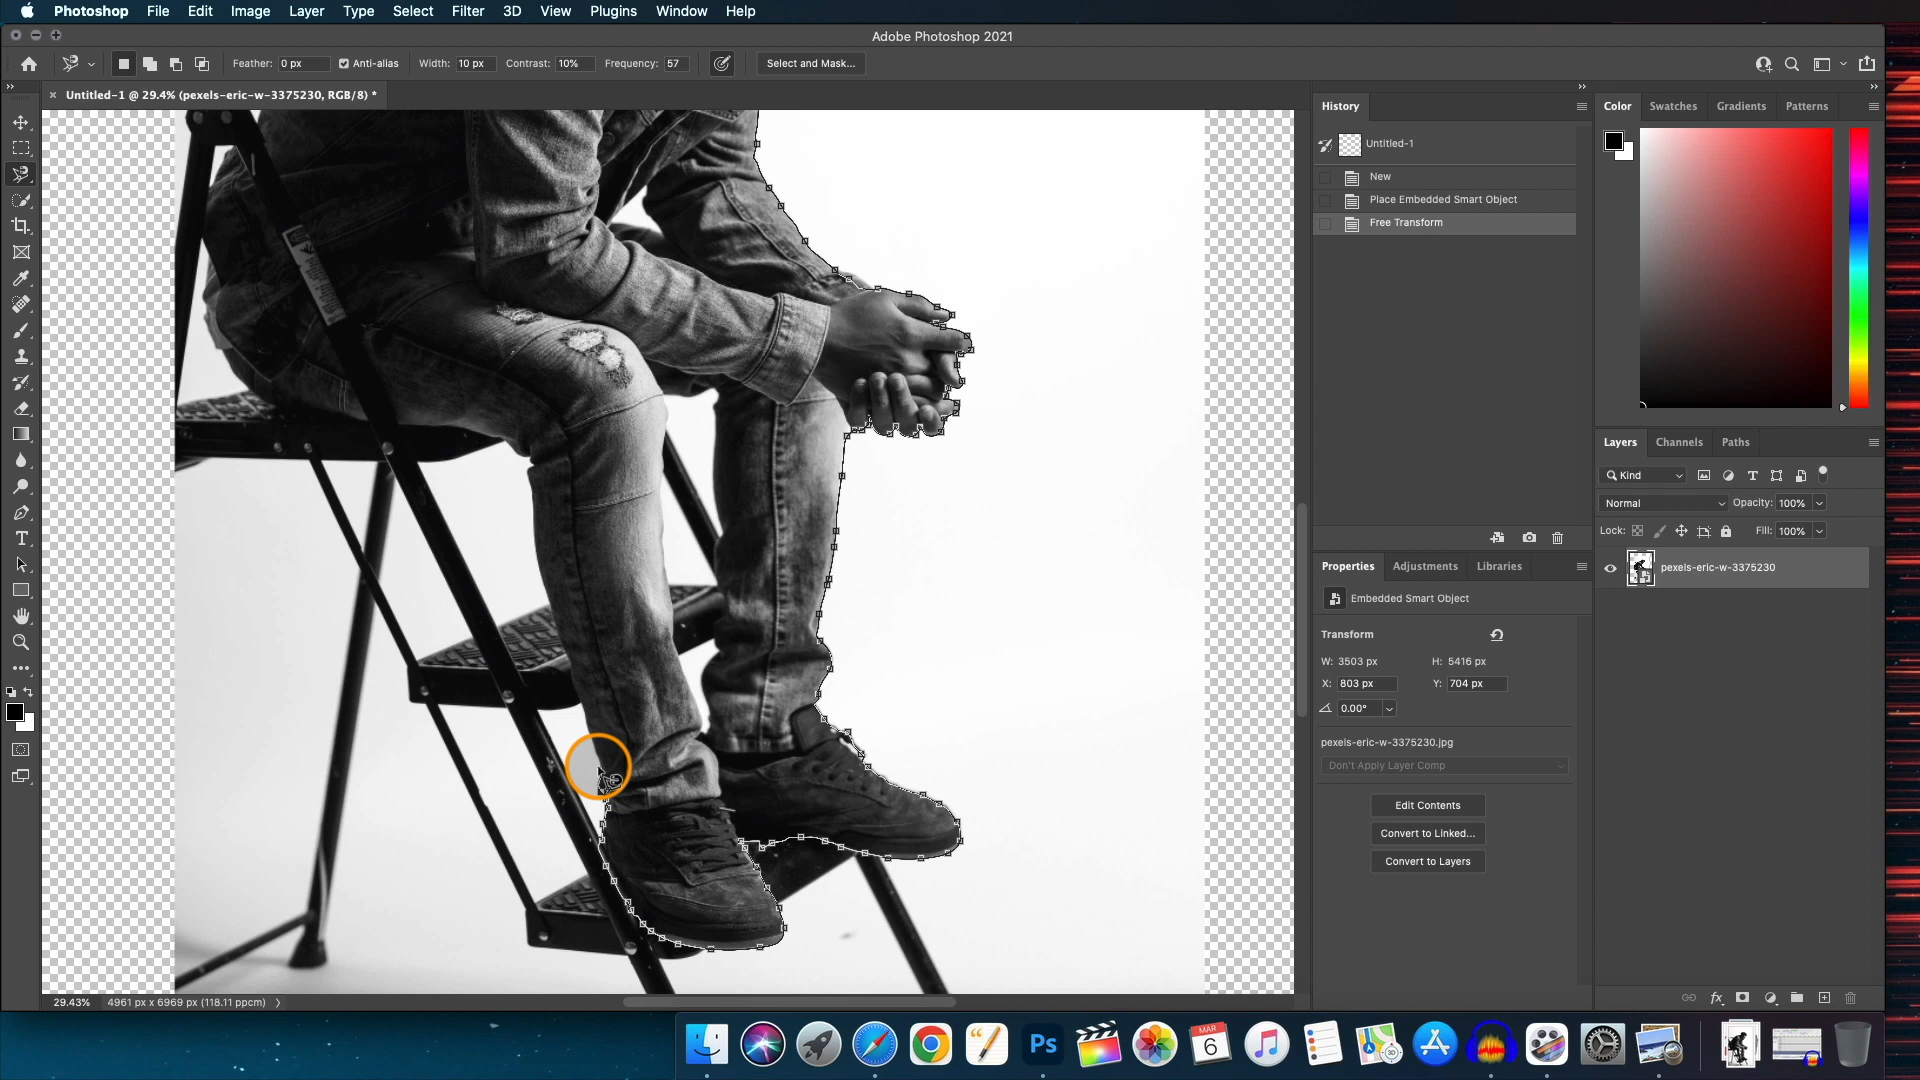 Photoshop File Edit Image Layer Type Select Filter 3D View Plugins Window Help
Adobe Photoshop 2021
Feather: 0 px Anti-alias Width: 10 px Contrast: 10% Frequency: 57 Select and Mask...
Untitled-1 @ 29.4% (pexels-eric-w-3375230, RGB/8) *
History
Untitled-1
New
Place Embedded Smart Object
Free Transform
Color Swatches Gradients Patterns
Properties Adjustments Libraries
Embedded Smart Object
Transform
W: 3503 px H: 5416 px
X: 803 px Y: 704 px
0.00°
pexels-eric-w-3375230.jpg
Don't Apply Layer Comp
Edit Contents
Convert to Linked...
Convert to Layers
Layers Channels Paths
Kind
Normal Opacity: 100%
Lock: Fill: 100%
pexels-eric-w-3375230
fx
29.43% 4961 px x 6969 px (118.11 ppcm)
Ps
MAR
6
3D